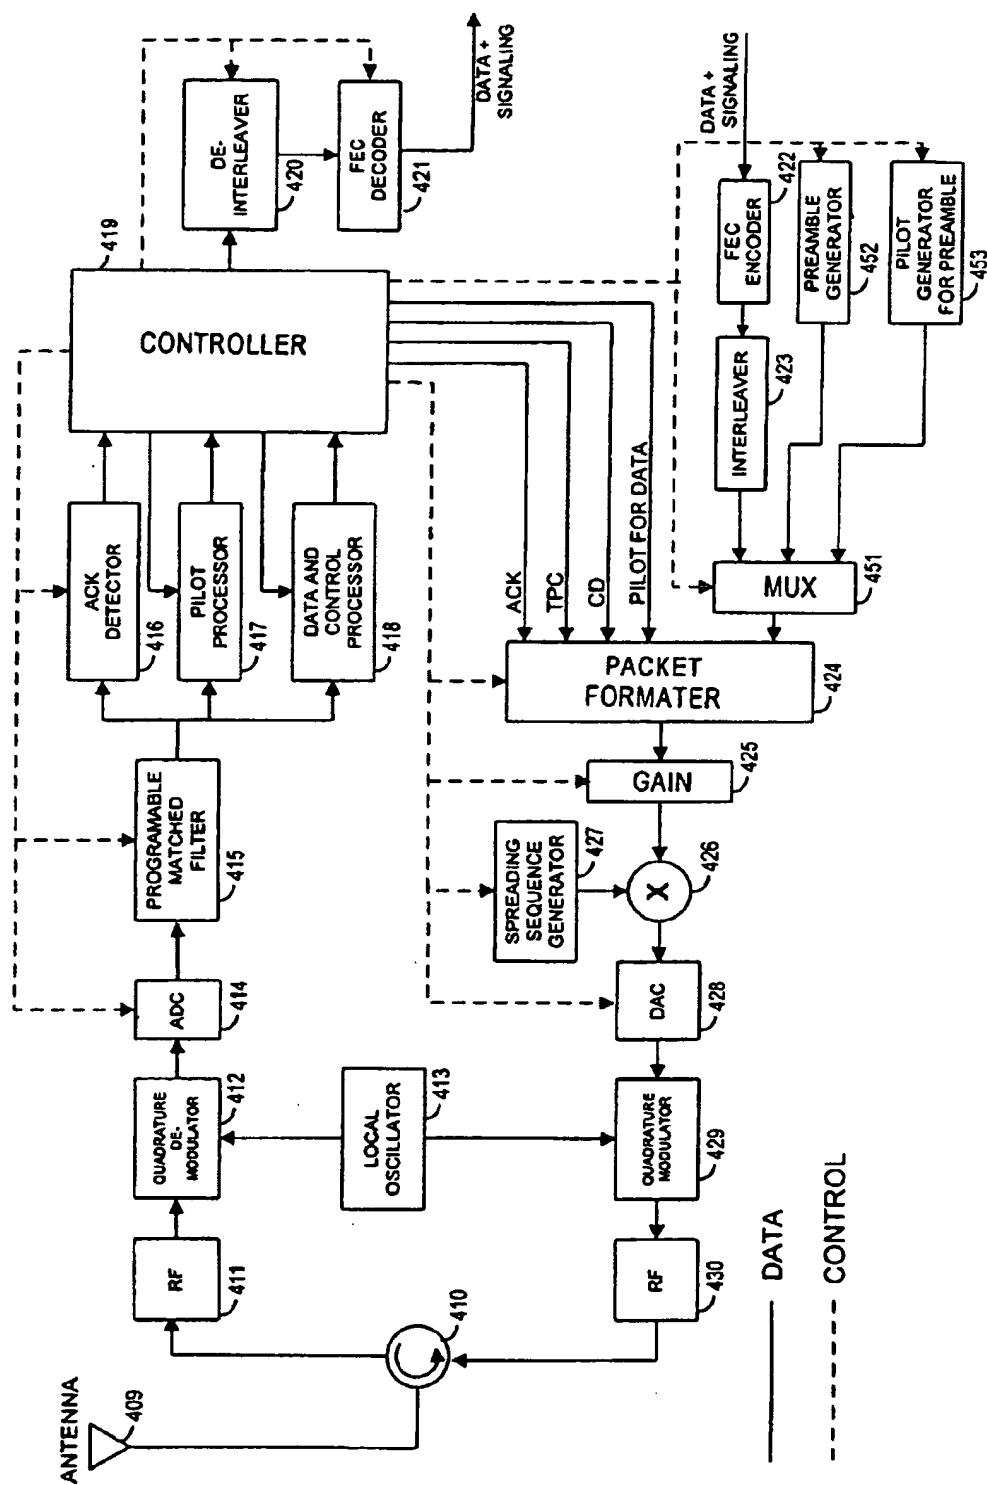 ANTENNA
409
410
RF
411
QUADRATURE
DE-
MODULATOR
412
LOCAL
OSCILLATOR
413
ADC
414
PROGRAMABLE
MATCHED
FILTER
415
ACK
DETECTOR
416
PILOT
PROCESSOR
417
DATA AND
CONTROL
PROCESSOR
418
CONTROLLER
419
DE-
INTERLEAVER
420
FEC
DECODER
421
DATA +
SIGNALING
RF
430
QUADRATURE
MODULATOR
429
DAC
428
SPREADING
SEQUENCE
GENERATOR
427
X
426
GAIN
425
PACKET
FORMATER
424
ACK
TPC
CD
PILOT FOR DATA
MUX
451
INTERLEAVER
423
FEC
ENCODER
422
DATA +
SIGNALING
PREAMBLE
GENERATOR
452
PILOT
GENERATOR
FOR PREAMBLE
453
DATA
CONTROL